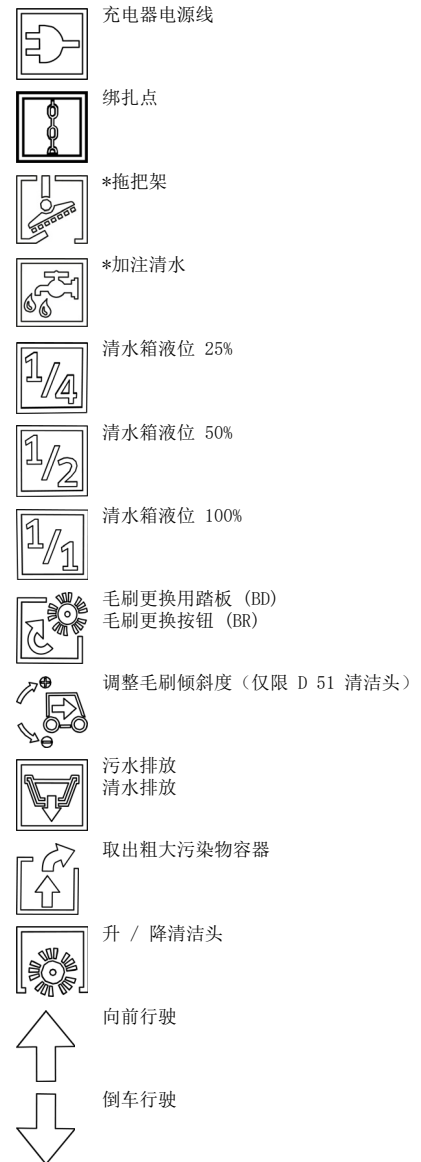 充电器电源线
绑扎点
*拖把架
*加注清水
1/4
清水箱液位 25%
1/2
清水箱液位 50%
1/1
清水箱液位 100%
毛刷更换用踏板 (BD)
毛刷更换按钮 (BR)
调整毛刷倾斜度（仅限 D 51 清洁头）
污水排放
清水排放
取出粗大污染物容器
升 / 降清洁头
向前行驶
倒车行驶